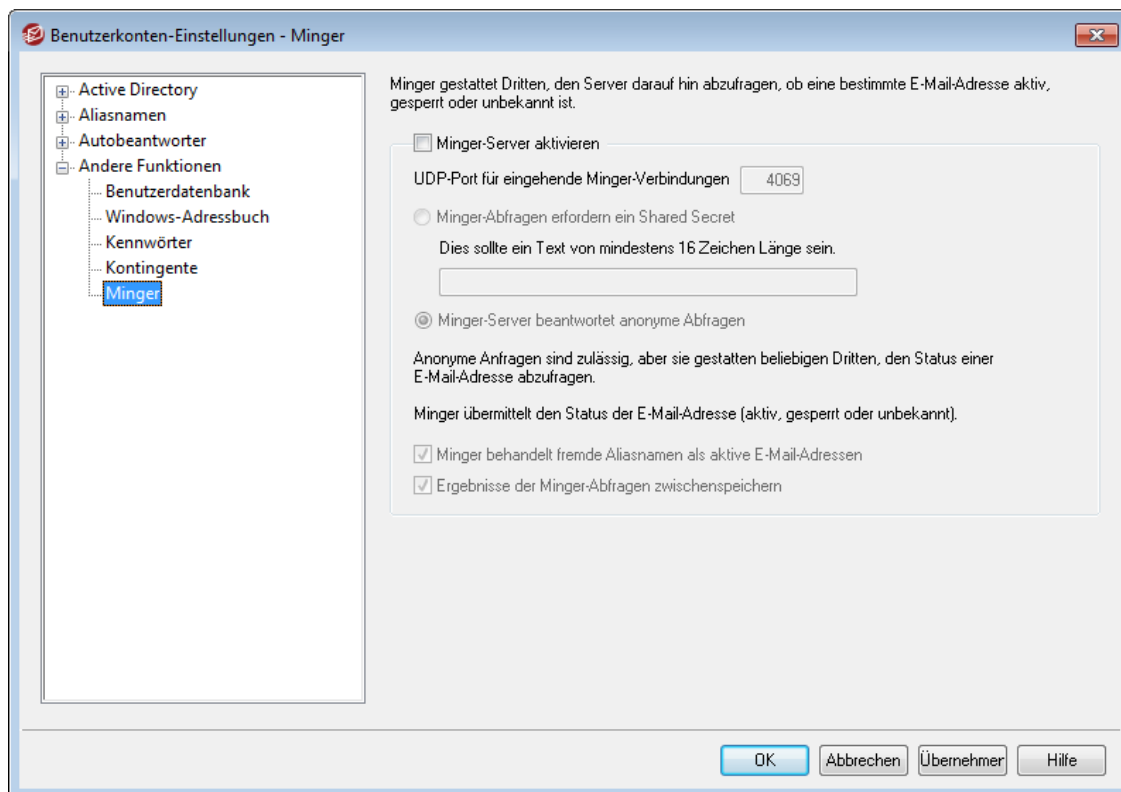 Benutzerkonten-Einstellungen - Minger
Active Directory
Aliasnamen
Autobeantworter
Andere Funktionen
Benutzerdatenbank
Windows-Adressbuch
Kennwörter
Kontingente
Minger
Minger gestattet Dritten, den Server darauf hin abzufragen, ob eine bestimmte E-Mail-Adresse aktiv,
gesperrt oder unbekannt ist.
Minger-Server aktivieren
UDP-Port für eingehende Minger-Verbindungen 4069
Minger-Abfragen erfordern ein Shared Secret
Dies sollte ein Text von mindestens 16 Zeichen Länge sein.
Minger-Server beantwortet anonyme Abfragen
Anonyme Anfragen sind zulässig, aber sie gestatten beliebigen Dritten, den Status einer
E-Mail-Adresse abzufragen.
Minger übermittelt den Status der E-Mail-Adresse (aktiv, gesperrt oder unbekannt).
Minger behandelt fremde Aliasnamen als aktive E-Mail-Adressen
Ergebnisse der Minger-Abfragen zwischenspeichern
OK Abbrechen Übernehmer Hilfe